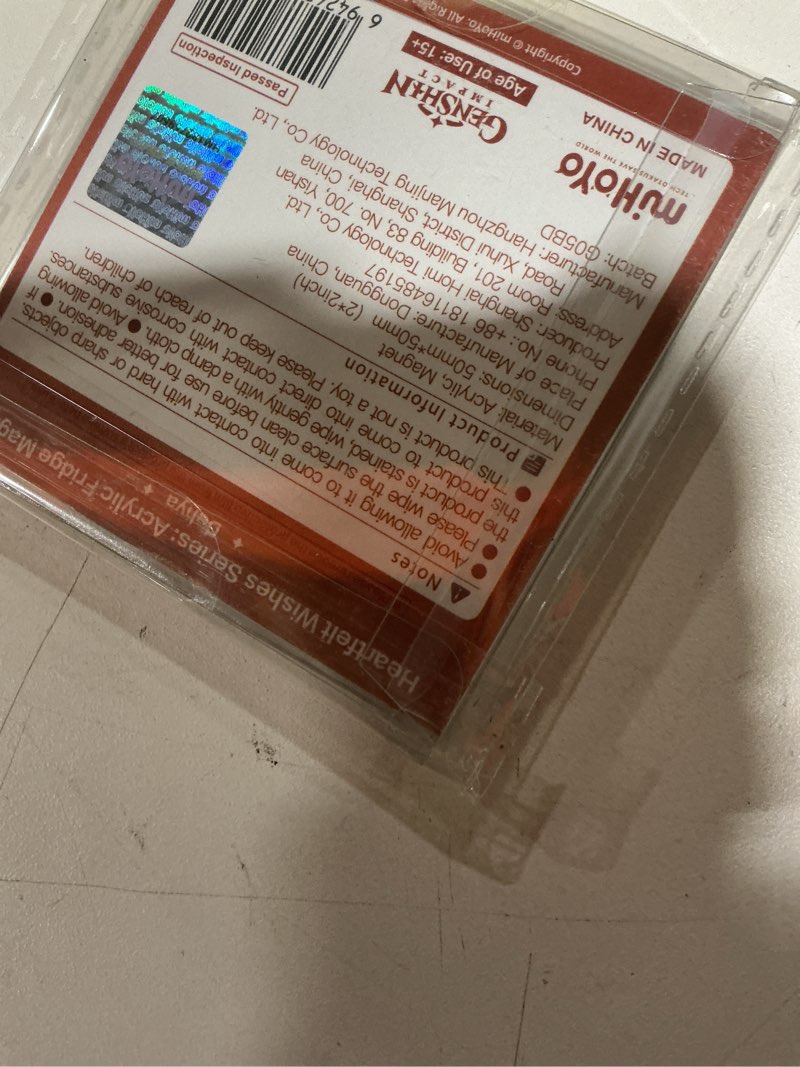 Heartfelt Wishes Series: Acrylic Fridge Mag
Dehya
Notes
● Avoid allowing it to come into contact with hard or sharp objects.
● Please wipe the surface clean before use for better adhesion. ● If
the product is stained, wipe gently with a damp cloth. ● Avoid allowing
this product to come into direct contact with corrosive substances.
● This product is not a toy. Please keep out of reach of children.
Product Information
Material: Acrylic, Magnet
Dimensions: 50mm*50mm (2*2inch)
Place of Manufacture: Dongguan, China
Phone No.: +86 18116485197
Producer: Shanghai Homi Technology Co., Ltd.
Address: Room 201, Building 83, No. 700, Yishan
Road, Xuhui District, Shanghai, China
Manufacturer: Hangzhou Manjing Technology Co., Ltd.
Batch: G05BD
miHoYo
TECH OTAKUS SAVE THE WORLD
MADE IN CHINA
GENSHIN
IMPACT
Age of Use: 15+
Passed Inspection
Copyright © miHoYo. All Rig